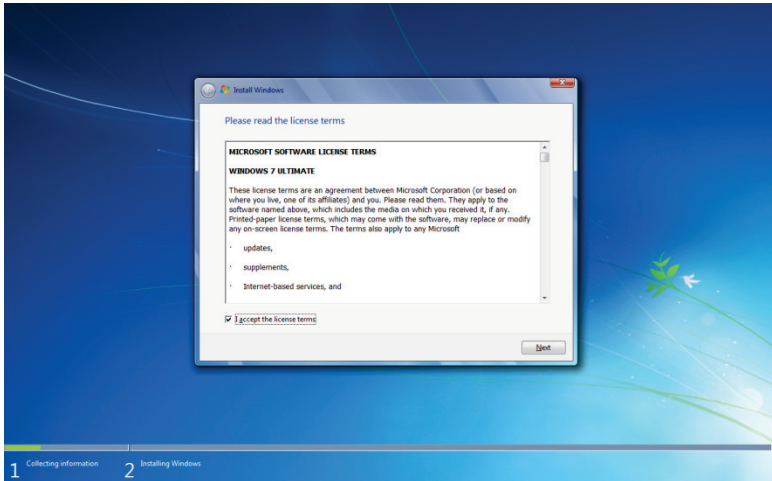 Install Windows
Please read the license terms
MICROSOFT SOFTWARE LICENSE TERMS
WINDOWS 7 ULTIMATE
These license terms are an agreement between Microsoft Corporation (or based on
where you live, one of its affiliates) and you. Please read them. They apply to the
software named above, which includes the media on which you received it, if any.
Printed-paper license terms, which may come with the software, may replace or modify
any on-screen license terms. The terms also apply to any Microsoft
· updates,
· supplements,
· Internet-based services, and
I accept the license terms
Next
1 Collecting information
2 Installing Windows